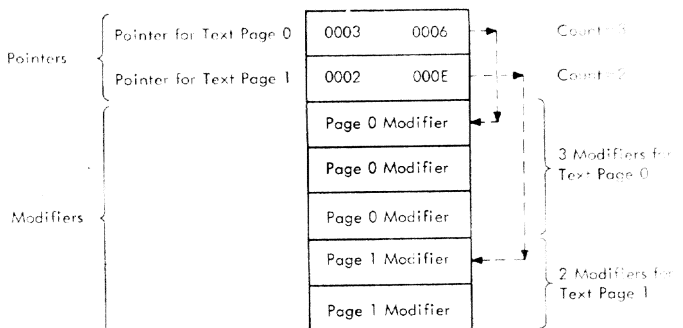 Pointers
Pointer for Text Page 0 0003 0006 Count=3
Pointer for Text Page 1 0002 000E Count=2
Modifiers
Page 0 Modifier
Page 0 Modifier
Page 0 Modifier
Page 1 Modifier
Page 1 Modifier
3 Modifiers for
Text Page 0
2 Modifiers for
Text Page 1